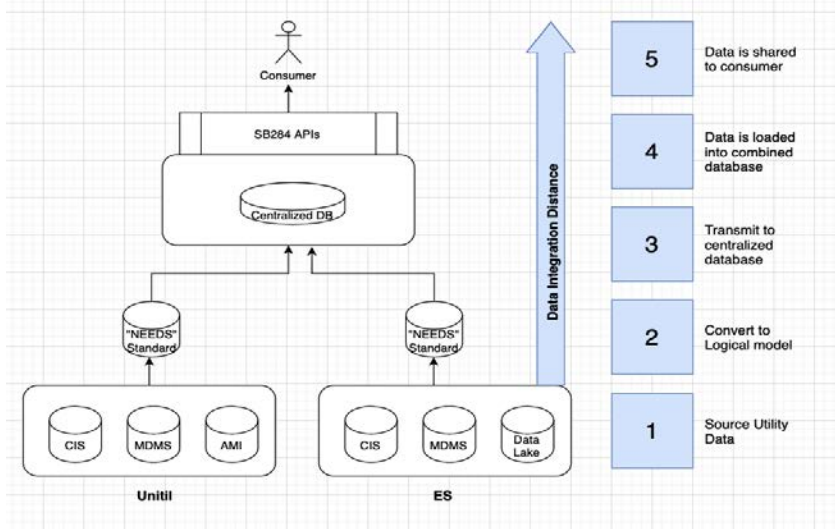 Consumer
SB284 APIs
Centralized DB
"NEEDS"
Standard
"NEEDS"
Standard
CIS
MDMS
AMI
CIS
MDMS
Data
Lake
Unitil
ES
Data Integration Distance
5
Data is shared
to consumer
4
Data is loaded
into combined
database
3
Transmit to
centralized
database
2
Convert to
Logical model
1
Source Utility
Data